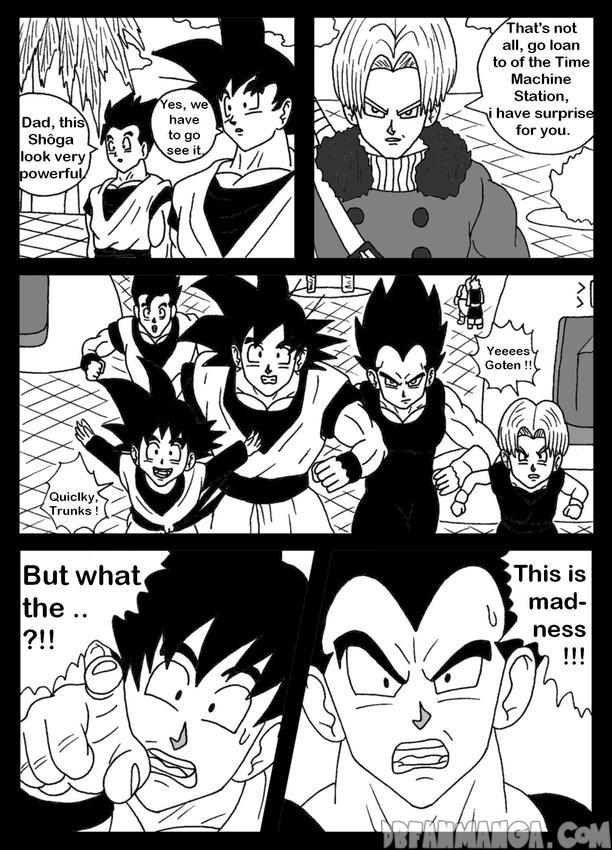 Dad, this
Shôga
look very
powerful.
Yes, we
have
to go
see it.
That's not
all, go loan
to of the Time
Machine
Station,
i have surprise
for you.
Yeeees
Goten !!
Quiclky,
Trunks !
But what
the ..
?!!
This is
mad-
ness
!!!
DBFANMANGA.COM